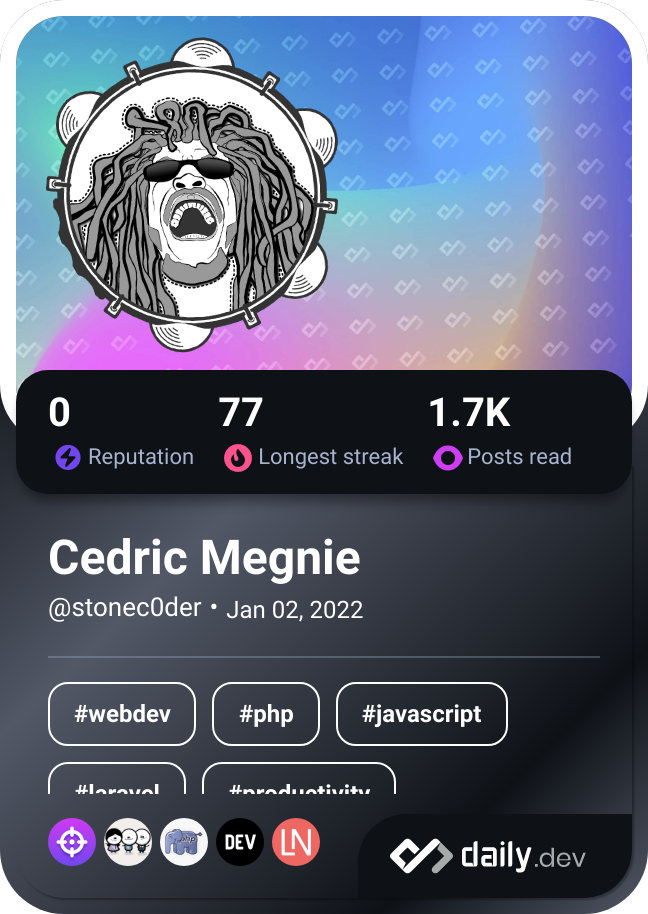 0 77 1.7K
Reputation Longest streak Posts read
Cedric Megnie
@stonec0der • Jan 02, 2022
#webdev #php #javascript
#laravel #productivity
php DEV LN
daily.dev